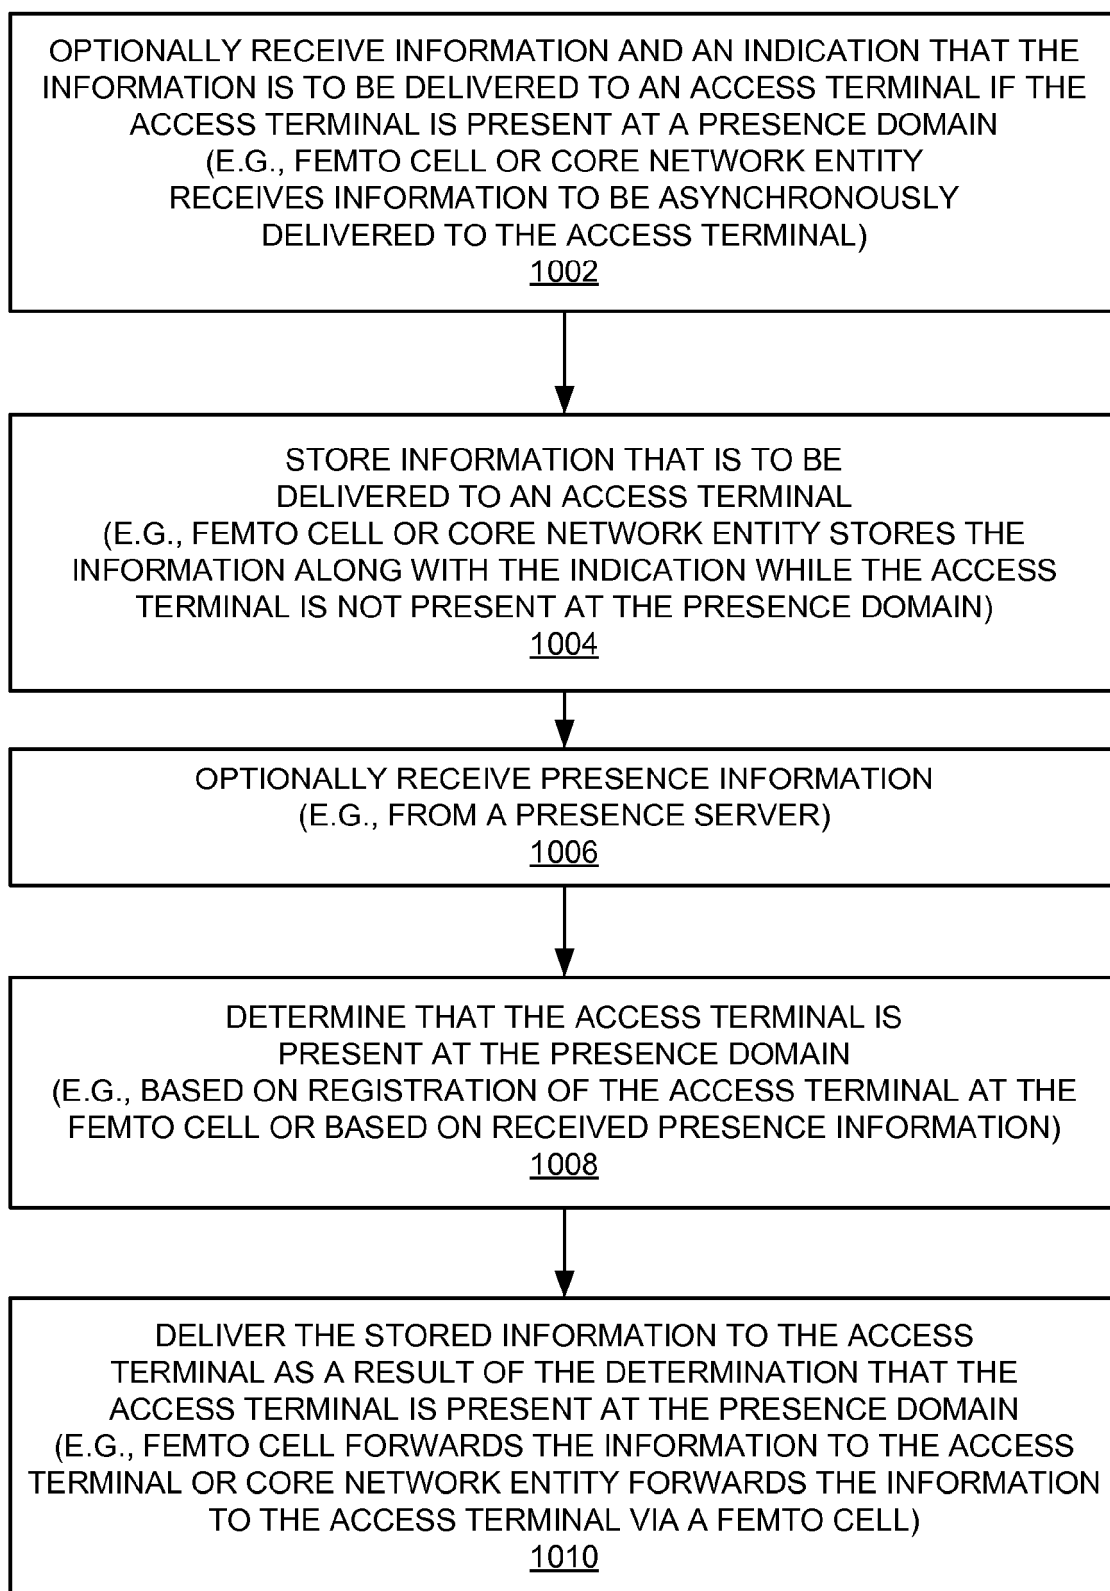 OPTIONALLY RECEIVE INFORMATION AND AN INDICATION THAT THE
INFORMATION IS TO BE DELIVERED TO AN ACCESS TERMINAL IF THE
ACCESS TERMINAL IS PRESENT AT A PRESENCE DOMAIN
(E.G., FEMTO CELL OR CORE NETWORK ENTITY
RECEIVES INFORMATION TO BE ASYNCHRONOUSLY
DELIVERED TO THE ACCESS TERMINAL)
1002
STORE INFORMATION THAT IS TO BE
DELIVERED TO AN ACCESS TERMINAL
(E.G., FEMTO CELL OR CORE NETWORK ENTITY STORES THE
INFORMATION ALONG WITH THE INDICATION WHILE THE ACCESS
TERMINAL IS NOT PRESENT AT THE PRESENCE DOMAIN)
1004
OPTIONALLY RECEIVE PRESENCE INFORMATION
(E.G., FROM A PRESENCE SERVER)
1006
DETERMINE THAT THE ACCESS TERMINAL IS
PRESENT AT THE PRESENCE DOMAIN
(E.G., BASED ON REGISTRATION OF THE ACCESS TERMINAL AT THE
FEMTO CELL OR BASED ON RECEIVED PRESENCE INFORMATION)
1008
DELIVER THE STORED INFORMATION TO THE ACCESS
TERMINAL AS A RESULT OF THE DETERMINATION THAT THE
ACCESS TERMINAL IS PRESENT AT THE PRESENCE DOMAIN
(E.G., FEMTO CELL FORWARDS THE INFORMATION TO THE ACCESS
TERMINAL OR CORE NETWORK ENTITY FORWARDS THE INFORMATION
TO THE ACCESS TERMINAL VIA A FEMTO CELL)
1010